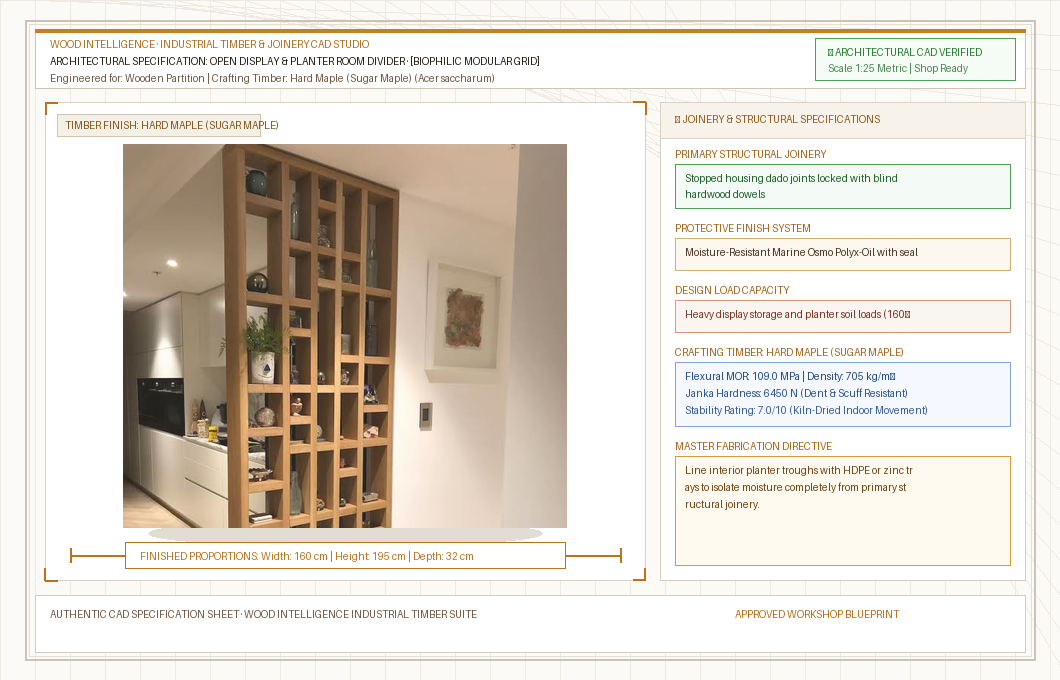 WOOD INTELLIGENCE · INDUSTRIAL TIMBER & JOINERY CAD STUDIO
ARCHITECTURAL SPECIFICATION: OPEN DISPLAY & PLANTER ROOM DIVIDER · [BIOPHILIC MODULAR GRID]
Engineered for: Wooden Partition | Crafting Timber: Hard Maple (Sugar Maple) (Acer saccharum)
ARCHITECTURAL CAD VERIFIED
Scale 1:25 Metric | Shop Ready
TIMBER FINISH: HARD MAPLE (SUGAR MAPLE)
FINISHED PROPORTIONS: Width: 160 cm | Height: 195 cm | Depth: 32 cm
JOINERY & STRUCTURAL SPECIFICATIONS
PRIMARY STRUCTURAL JOINERY
Stopped housing dado joints locked with blind
hardwood dowels
PROTECTIVE FINISH SYSTEM
Moisture-Resistant Marine Osmo Polyx-Oil with seal
DESIGN LOAD CAPACITY
Heavy display storage and planter soil loads (160
CRAFTING TIMBER: HARD MAPLE (SUGAR MAPLE)
Flexural MOR: 109.0 MPa | Density: 705 kg/m
Janka Hardness: 6450 N (Dent & Scuff Resistant)
Stability Rating: 7.0/10 (Kiln-Dried Indoor Movement)
MASTER FABRICATION DIRECTIVE
Line interior planter troughs with HDPE or zinc tr
ays to isolate moisture completely from primary st
ructural joinery.
AUTHENTIC CAD SPECIFICATION SHEET · WOOD INTELLIGENCE INDUSTRIAL TIMBER SUITE
APPROVED WORKSHOP BLUEPRINT